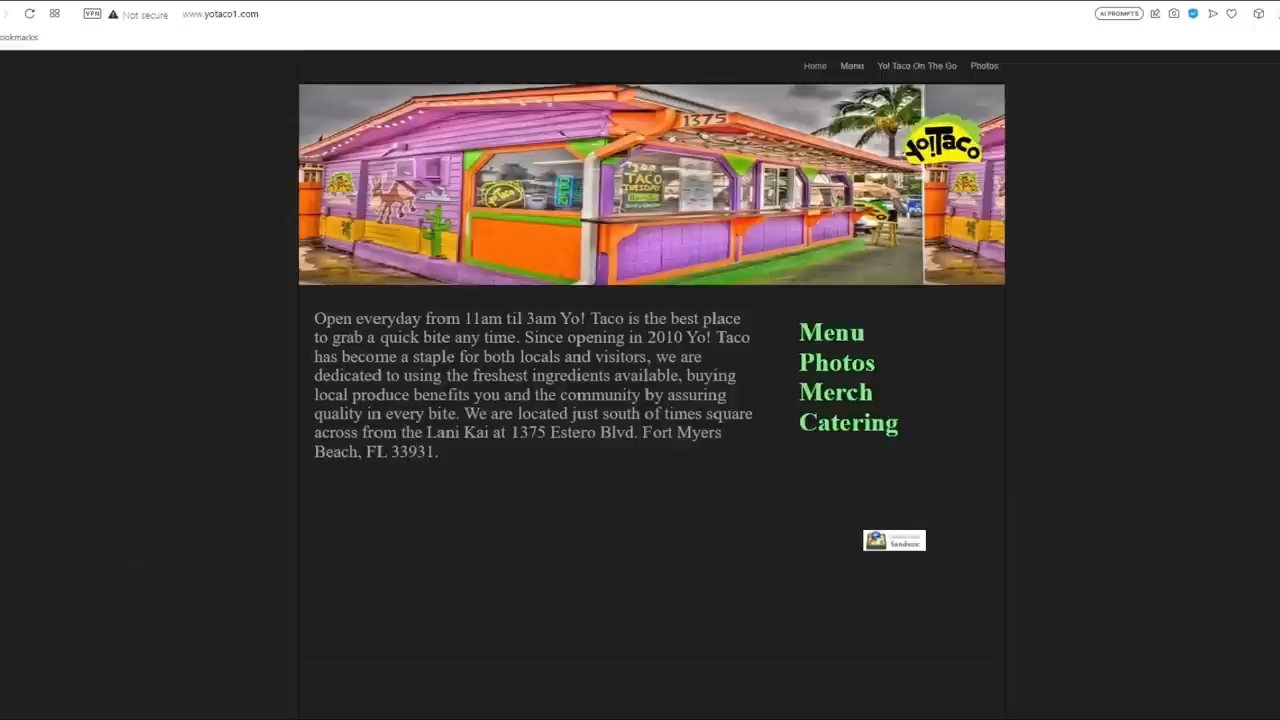 VPN
Not secure
www.yotaco1.com
AI PROMPTS
ookmarks
Home Menu Yo! Taco On The Go Photos
1375
Yo!Taco
TACO
TUESDAY
OPEN
Open everyday from 11am til 3am Yo! Taco is the best place
to grab a quick bite any time. Since opening in 2010 Yo! Taco
has become a staple for both locals and visitors, we are
dedicated to using the freshest ingredients available, buying
local produce benefits you and the community by assuring
quality in every bite. We are located just south of times square
across from the Lani Kai at 1375 Estero Blvd. Fort Myers
Beach, FL 33931.
Menu
Photos
Merch
Catering